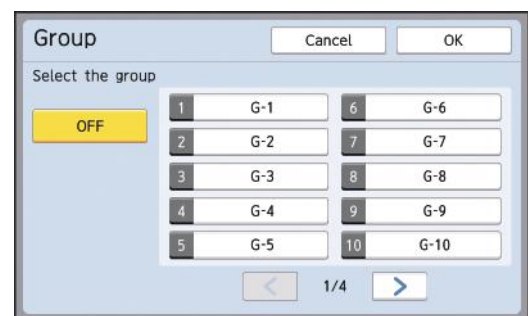 Group Cancel OK
Select the group
OFF
1 G-1 6 G-6
2 G-2 7 G-7
3 G-3 8 G-8
4 G-4 9 G-9
5 G-5 10 G-10
< 1/4 >